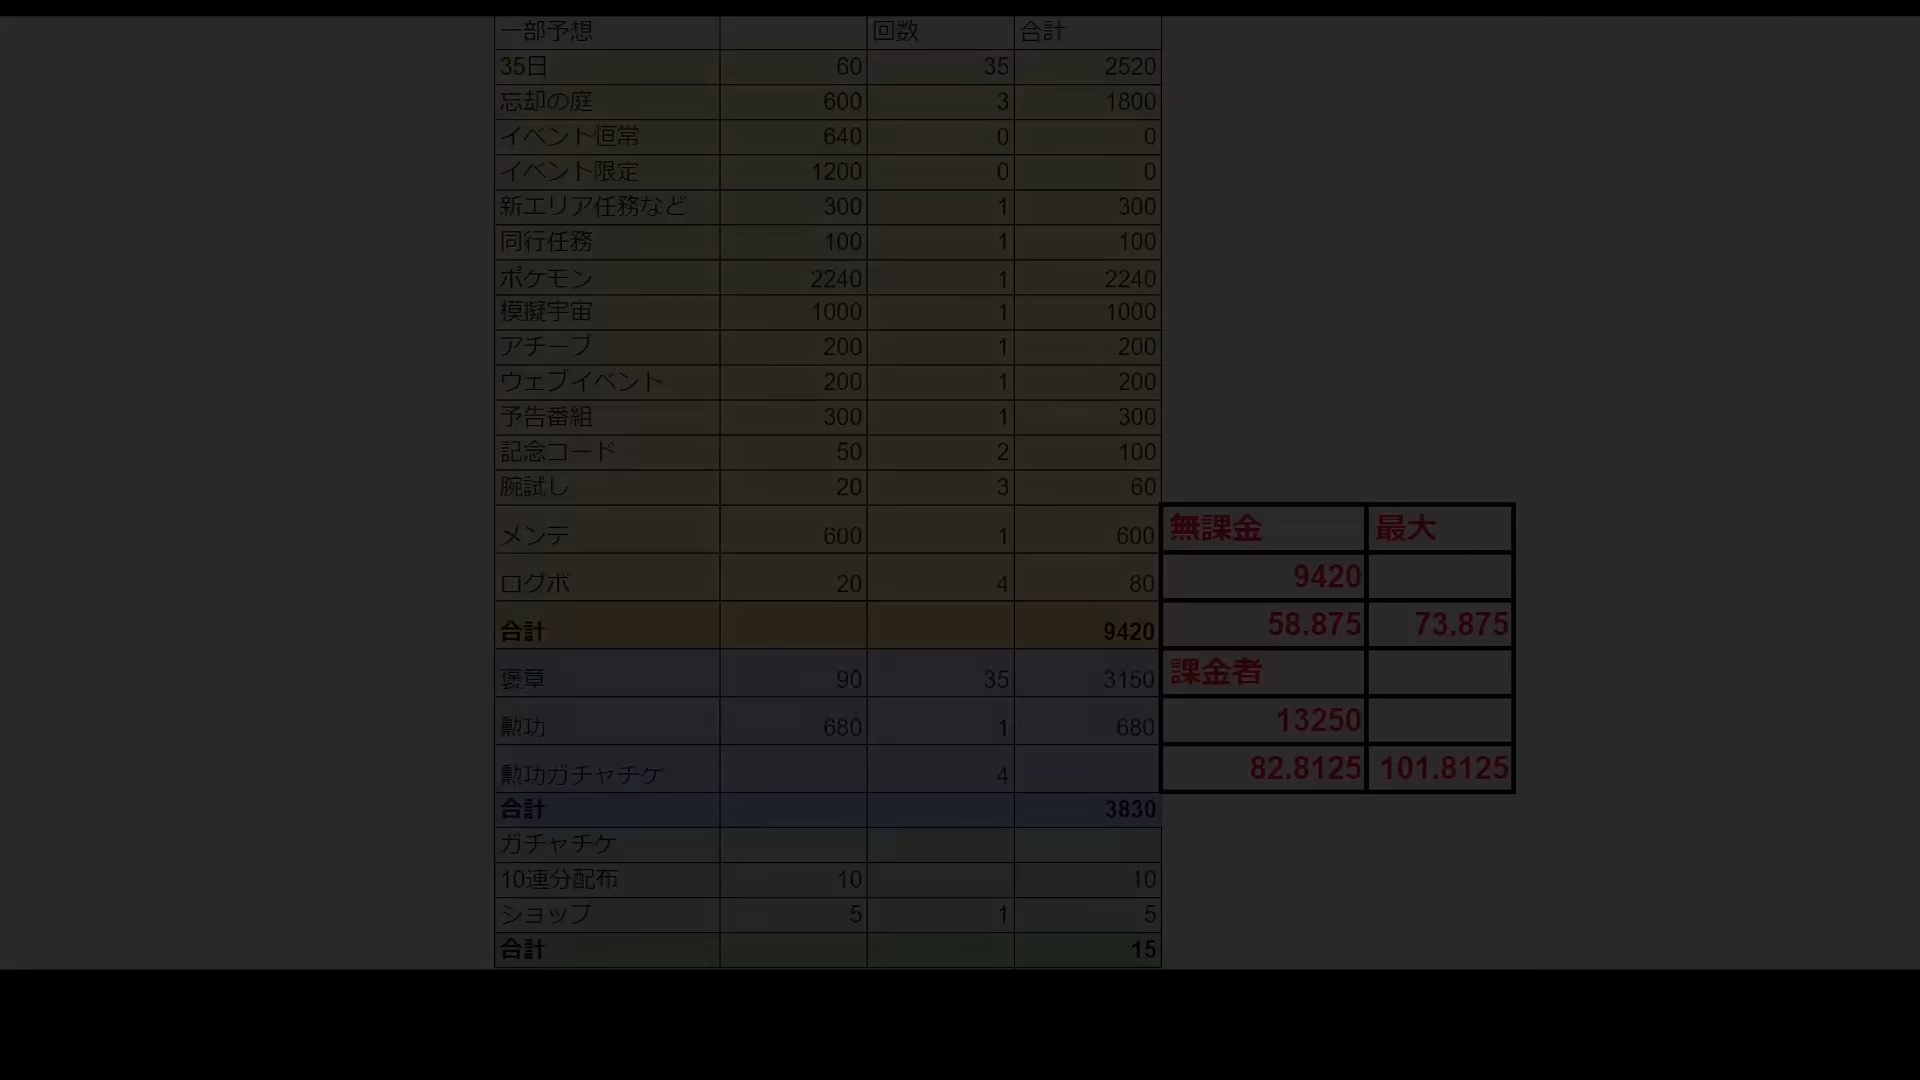 一部予想 回数 合計
35日 60 35 2520
忘却の庭 600 3 1800
イベント恒常 640 0 0
イベント限定 1200 0 0
新エリア任務など 300 1 300
同行任務 100 1 100
ポケモン 2240 1 2240
模擬宇宙 1000 1 1000
アチーブ 200 1 200
ウェブイベント 200 1 200
予告番組 300 1 300
記念コード 50 2 100
腕試し 20 3 60
メンテ 600 1 600
ログボ 20 4 80
合計 9420
褒章 90 35 3150
勲功 680 1 680
勲功ガチャチケ 4
合計 3830
ガチャチケ
10連分配布 10 10
ショップ 5 1 5
合計 15
無課金 最大
9420
58.875 73.875
課金者
13250
82.8125 101.8125